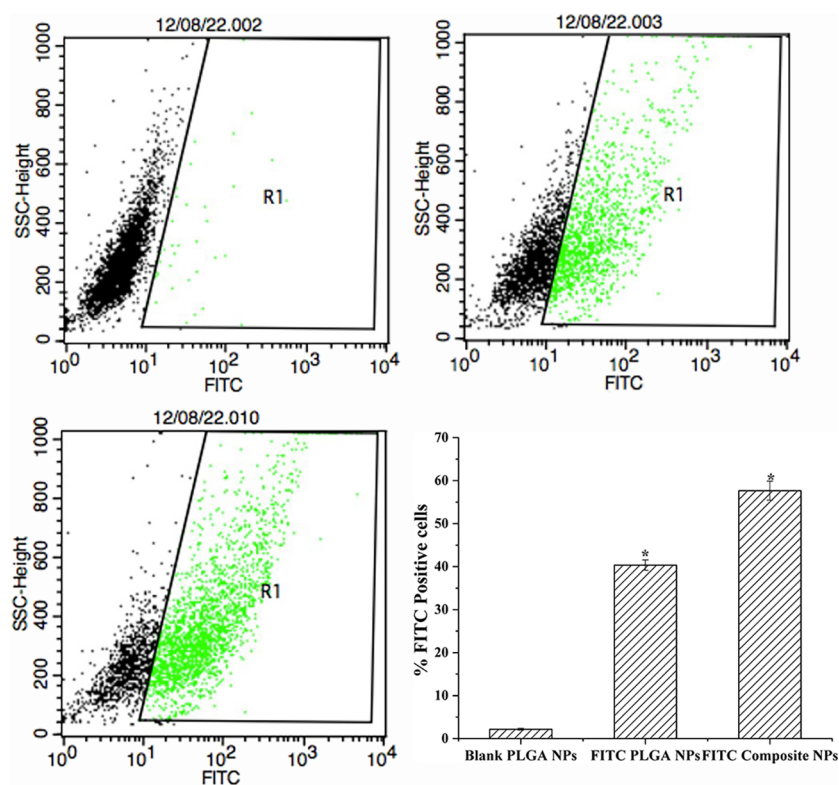 12/08/22.002
1000
800
600
400
200
0
SSC-Height
R1
10^0 10^1 10^2 10^3 10^4
FITC
12/08/22.003
1000
800
600
400
200
0
SSC-Height
R1
10^0 10^1 10^2 10^3 10^4
FITC
12/08/22.010
1000
800
600
400
200
0
SSC-Height
R1
10^0 10^1 10^2 10^3 10^4
FITC
70
60
50
40
30
20
10
0
% FITC Positive cells
*
*
Blank PLGA NPs FITC PLGA NPs FITC Composite NPs